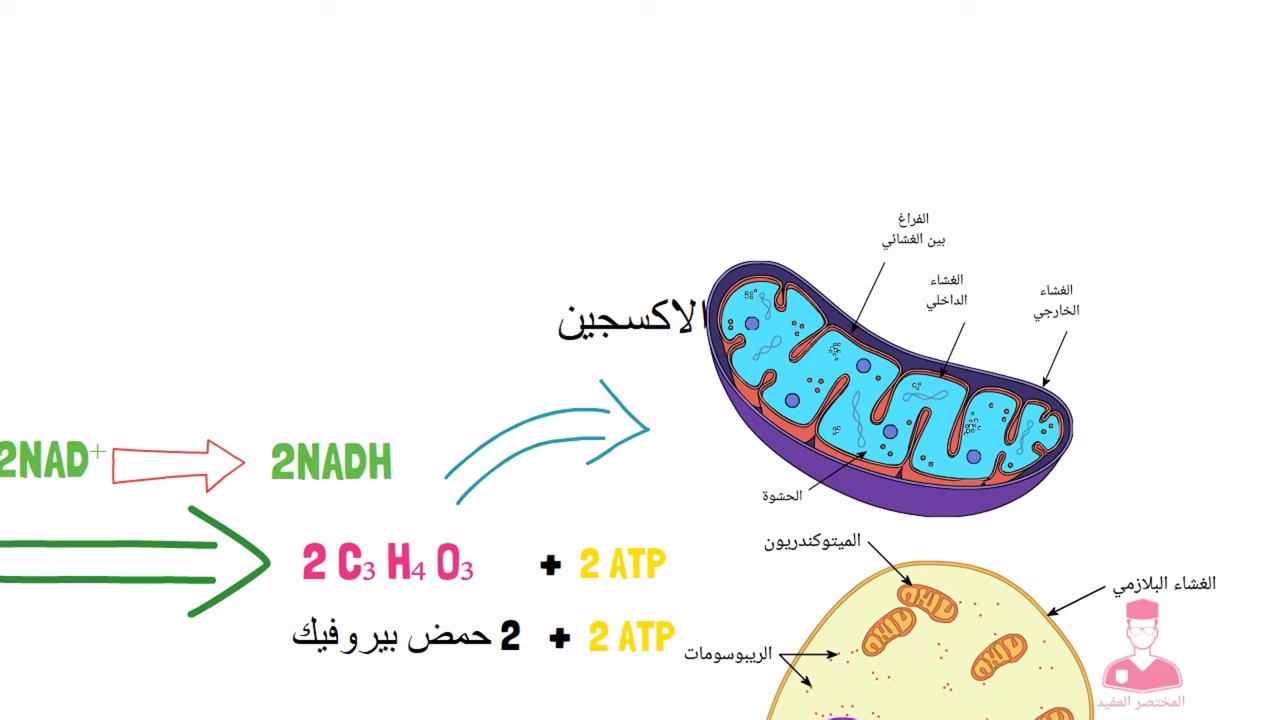 الفراغ
بين الغشائي
الغشاء
الداخلي
الغشاء
الخارجي
الاكسجين
2NAD+
2NADH
الحشوة
2 C3 H4 O3 + 2 ATP
2 حمض بيروفيك + 2 ATP
الميتوكندريون
الغشاء البلازمي
الريبوسومات
المختصر المفيد